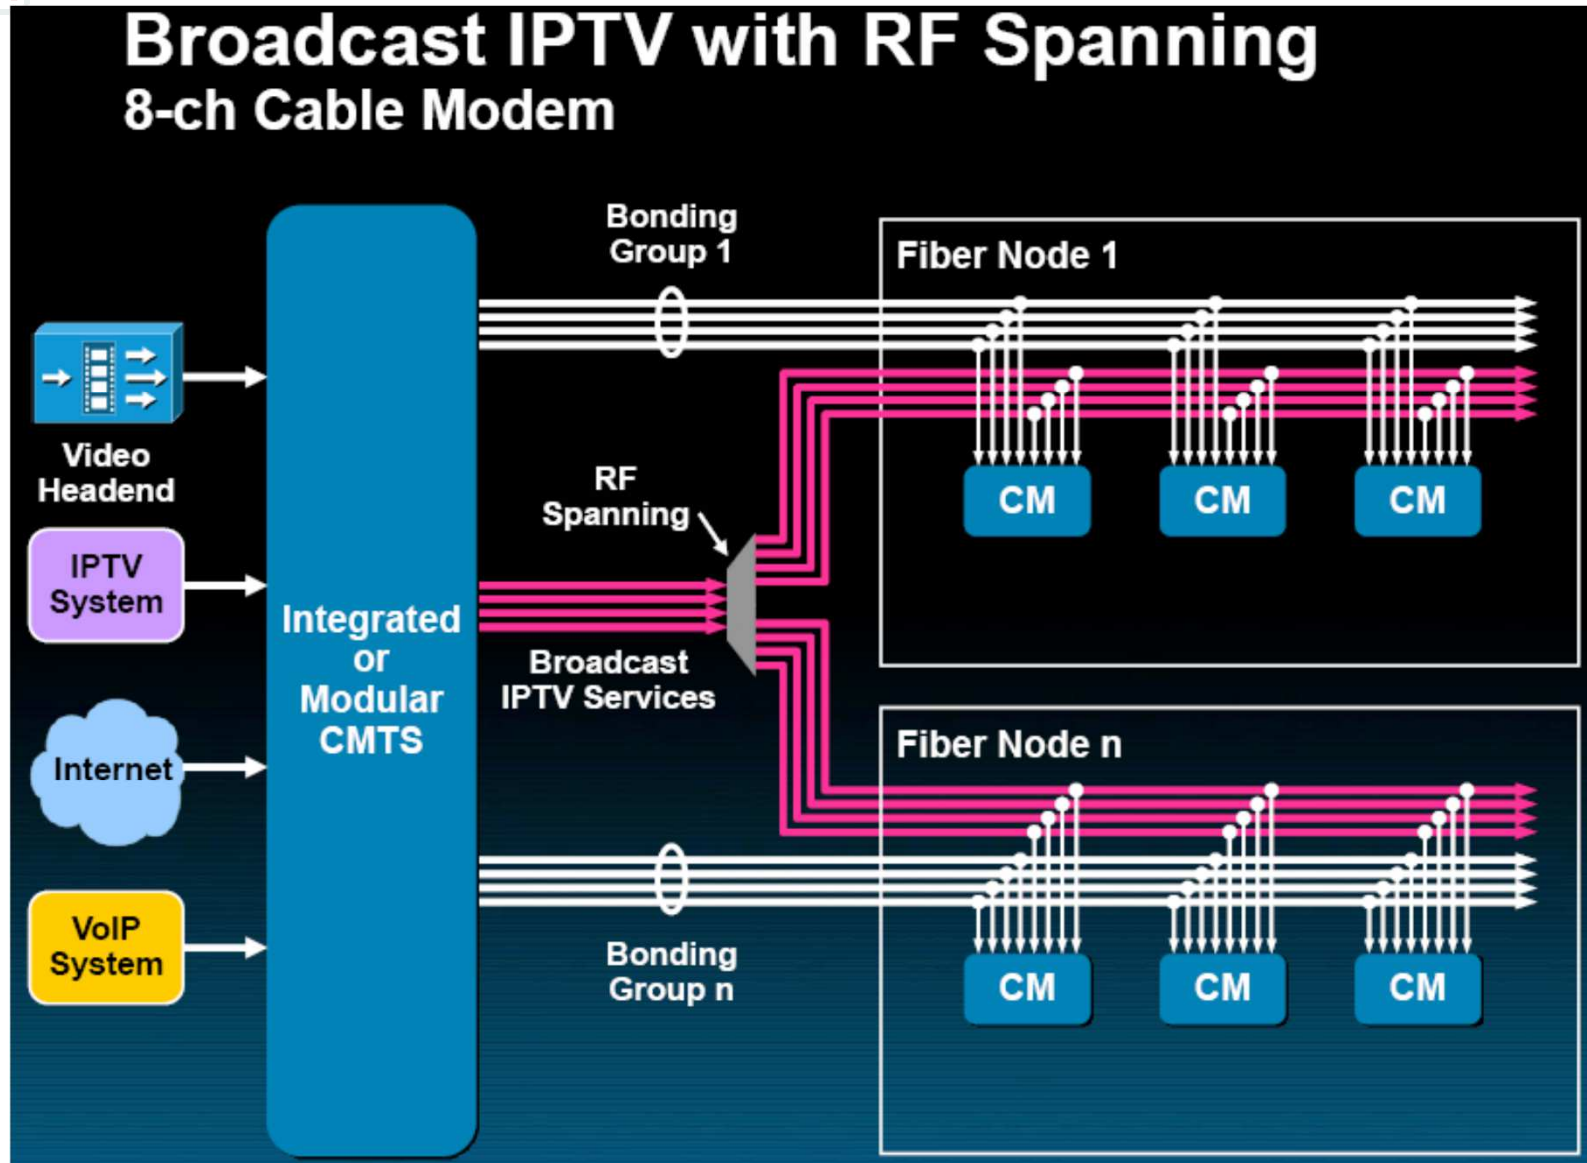 Broadcast IPTV with RF Spanning
8-ch Cable Modem
Video
Headend
IPTV
System
Internet
VoIP
System
Integrated
or
Modular
CMTS
Bonding
Group 1
RF
Spanning
Broadcast
IPTV Services
Bonding
Group n
Fiber Node 1
CM
CM
CM
Fiber Node n
CM
CM
CM